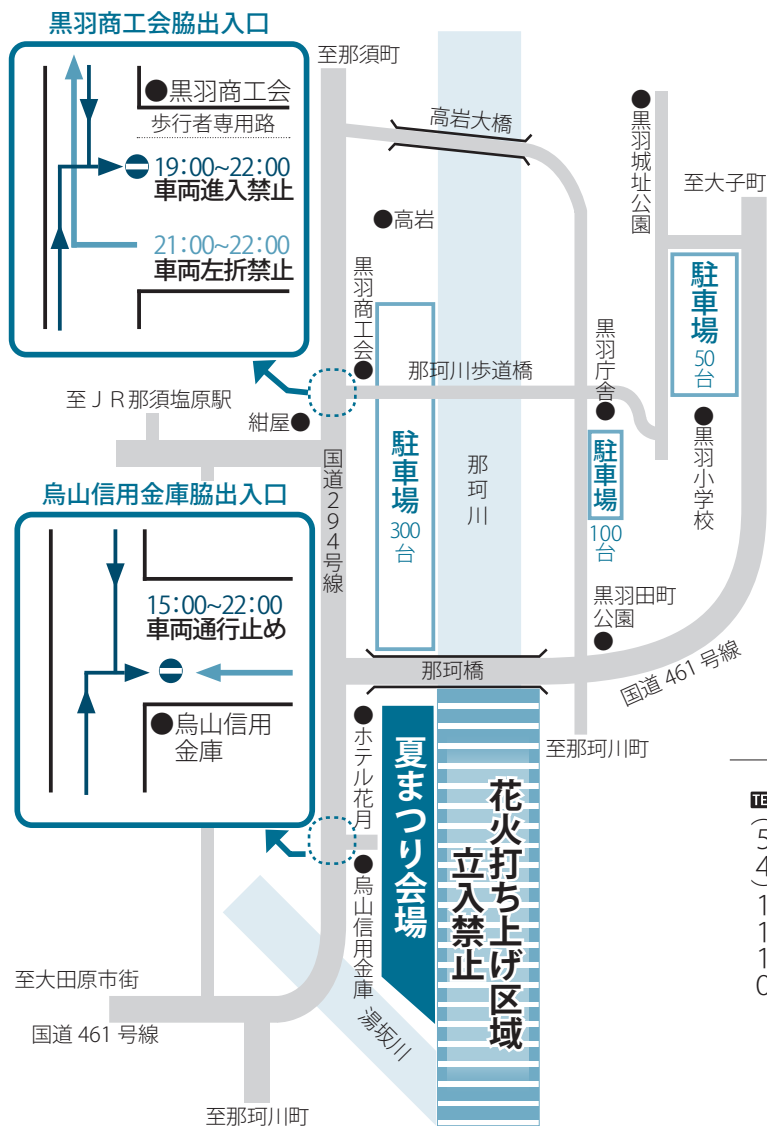 黒羽商工会脇出入口
●黒羽商工会
歩行者専用路
19:00~22:00
車両進入禁止
21:00~22:00
車両左折禁止
至那須町
高岩大橋
●黒羽城址公園
至大子町
●高岩
黒羽商工会●
駐車場
50台
黒羽庁舎●
那珂川歩道橋
至JR那須塩原駅
紺屋●
国道294号線
駐車場
300台
那珂川
駐車場
100台
●黒羽小学校
烏山信用金庫脇出入口
15:00~22:00
車両通行止め
●烏山信用
金庫
黒羽田町
公園
●
那珂橋
国道461号線
●ホテル花月
夏まつり会場
花火打ち上げ区域
立入禁止
至那珂川町
●烏山信用金庫
至大田原市街
国道461号線
湯坂川
至那珂川町
(54)1110